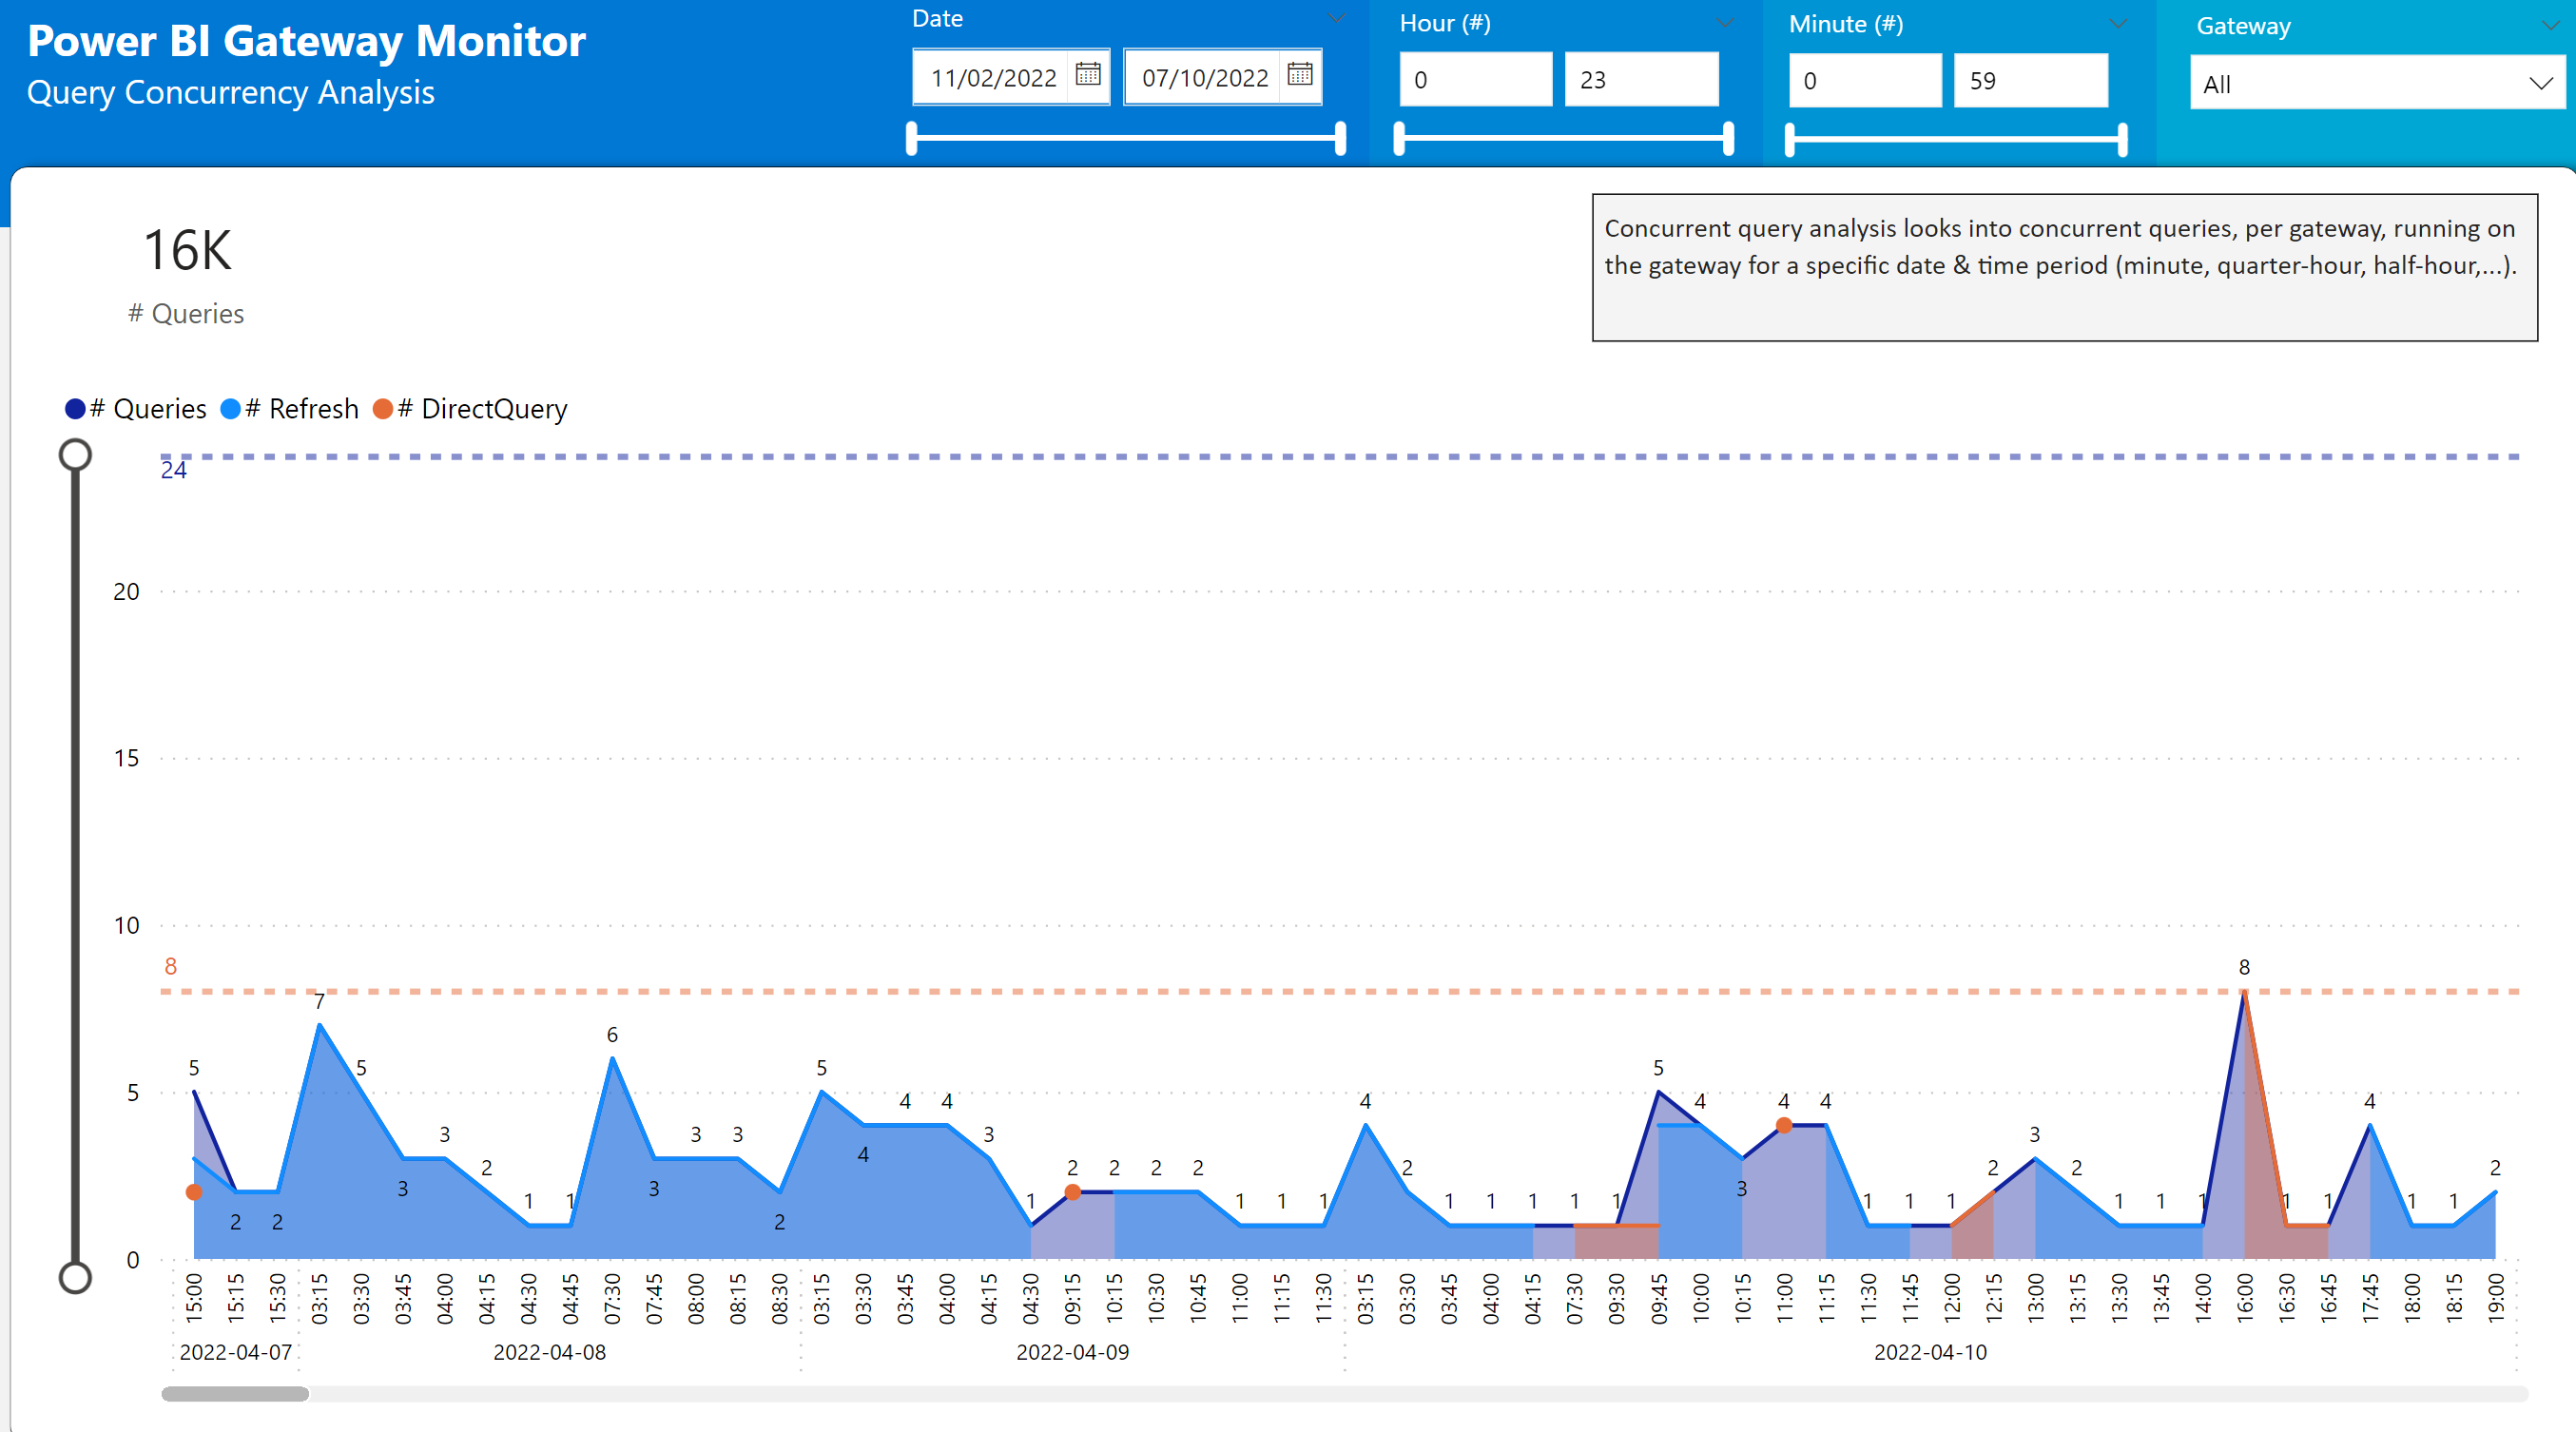 Power BI Gateway Monitor
Query Concurrency Analysis
Date
11/02/2022
07/10/2022
Hour (#)
0
23
Minute (#)
0
59
Gateway
All
16K
# Queries
Concurrent query analysis looks into concurrent queries, per gateway, running on
the gateway for a specific date & time period (minute, quarter-hour, half-hour,...).
# Queries # Refresh # DirectQuery
24
20
15
10
8
5
0
5 2 2 7 5 3 3 2 1 1 6 3 3 3 2 5 4 4 4 3 1 2 2 2 2 1 1 1 4 2 1 1 1 1 1 5 4 3 4 4 1 1 1 2 3 2 1 1 1 8 1 1 4 1 1 2
15:00 15:15 15:30 03:15 03:30 03:45 04:00 04:15 04:30 04:45 07:30 07:45 08:00 08:15 08:30 03:15 03:30 03:45 04:00 04:15 04:30 09:15 10:15 10:30 10:45 11:00 11:15 11:30 03:15 03:30 03:45 04:00 04:15 07:30 09:30 09:45 10:00 10:15 11:00 11:15 11:30 11:45 12:00 12:15 13:00 13:15 13:30 13:45 14:00 16:00 16:30 16:45 17:45 18:00 18:15 19:00
2022-04-07 2022-04-08 2022-04-09 2022-04-10